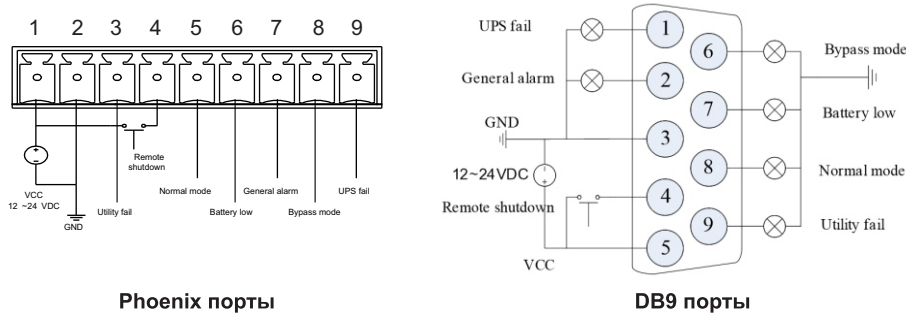 1 2 3 4 5 6 7 8 9
Remote
shutdown
VCC
12 ~24 VDC
GND
Utility fail
Normal mode
Battery low
General alarm
Bypass mode
UPS fail
Phoenix порты
UPS fail
General alarm
GND
12~24VDC
Remote shutdown
VCC
1
2
3
4
5
6
7
8
9
Bypass mode
Battery low
Normal mode
Utility fail
DB9 порты